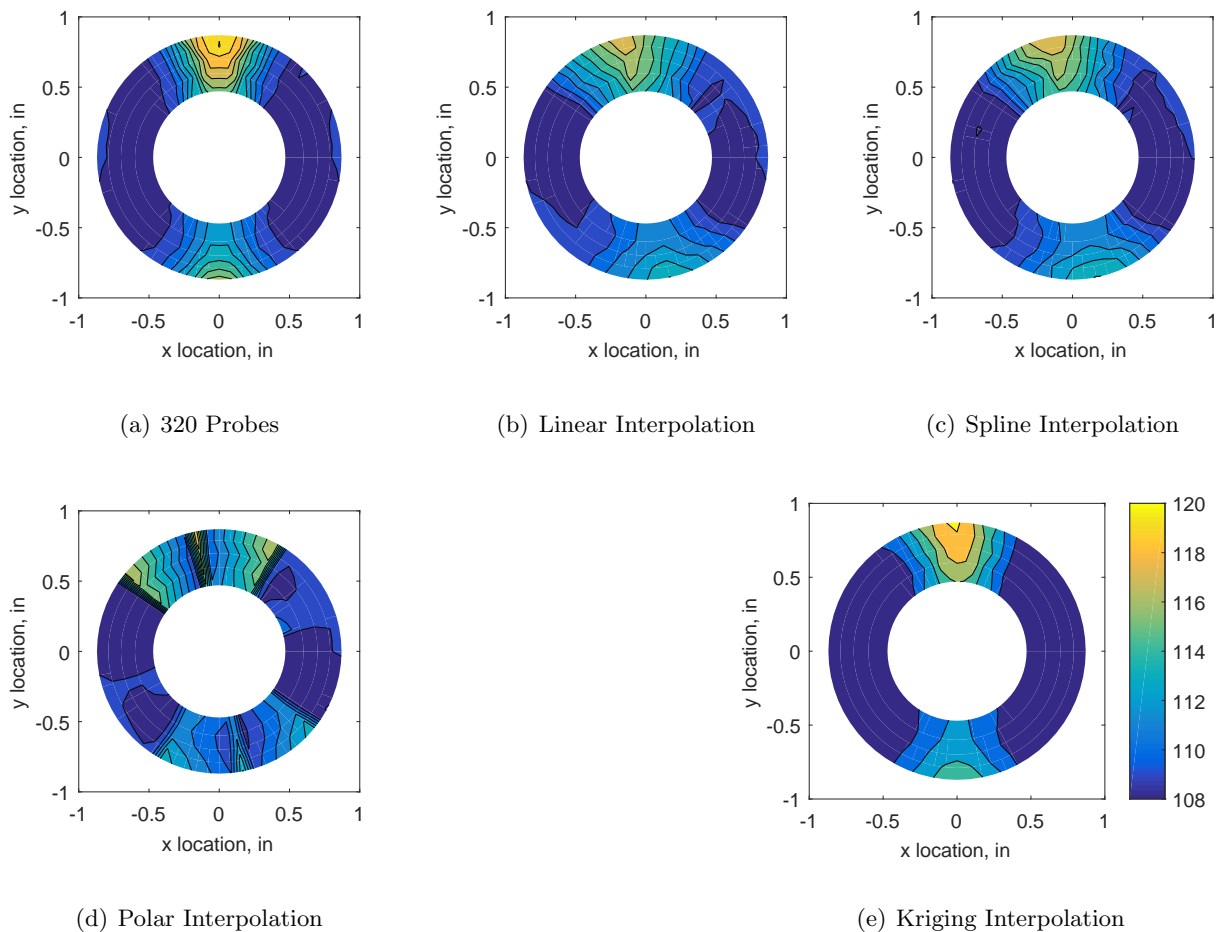 1
0.5
0
-0.5
-1
y location, in
-1 -0.5 0 0.5 1
x location, in
(a) 320 Probes
1
0.5
0
-0.5
-1
y location, in
-1 -0.5 0 0.5 1
x location, in
(b) Linear Interpolation
1
0.5
0
-0.5
-1
y location, in
-1 -0.5 0 0.5 1
x location, in
(c) Spline Interpolation
1
0.5
0
-0.5
-1
y location, in
-1 -0.5 0 0.5 1
x location, in
(d) Polar Interpolation
1
0.5
0
-0.5
-1
y location, in
-1 -0.5 0 0.5 1
x location, in
120
118
116
114
112
110
108
(e) Kriging Interpolation